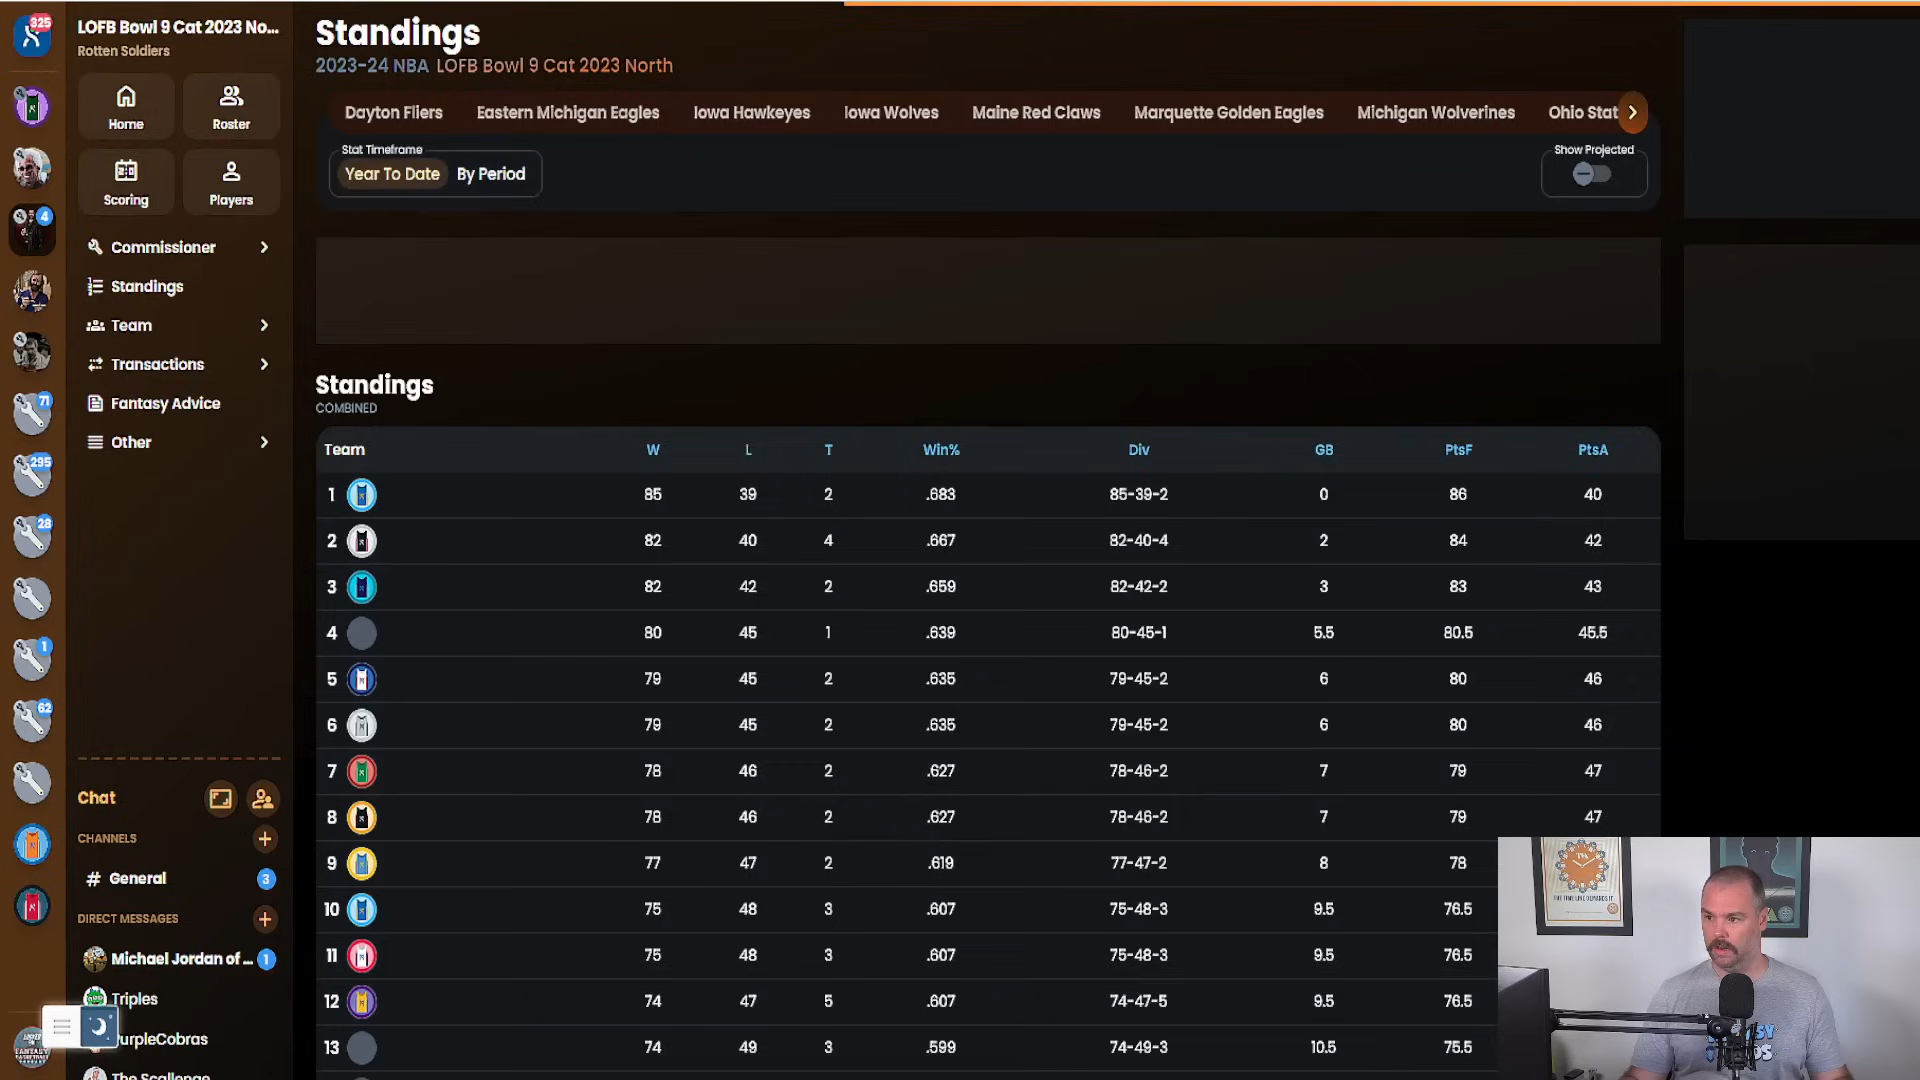 325
LOFB Bowl 9 Cat 2023 No...
Rotten Soldiers
Home
Roster
Scoring
Players
4
Commissioner
Standings
Team
Transactions
Fantasy Advice
Other
71
295
28
1
62
Chat
CHANNELS
# General 3
DIRECT MESSAGES
Michael Jordan of ... 1
Triples
urpleCobras
Standings
2023-24 NBA LOFB Bowl 9 Cat 2023 North
Dayton Fliers Eastern Michigan Eagles Iowa Hawkeyes Iowa Wolves Maine Red Claws Marquette Golden Eagles Michigan Wolverines Ohio Stat
Stat Timeframe
Year To Date By Period
Show Projected
Standings
COMBINED
Team W L T Win% Div GB PtsF PtsA
1 85 39 2 .683 85-39-2 0 86 40
2 82 40 4 .667 82-40-4 2 84 42
3 82 42 2 .659 82-42-2 3 83 43
4 80 45 1 .639 80-45-1 5.5 80.5 45.5
5 79 45 2 .635 79-45-2 6 80 46
6 79 45 2 .635 79-45-2 6 80 46
7 78 46 2 .627 78-46-2 7 79 47
8 78 46 2 .627 78-46-2 7 79 47
9 77 47 2 .619 77-47-2 8 78
10 75 48 3 .607 75-48-3 9.5 76.5
11 75 48 3 .607 75-48-3 9.5 76.5
12 74 47 5 .607 74-47-5 9.5 76.5
13 74 49 3 .599 74-49-3 10.5 75.5